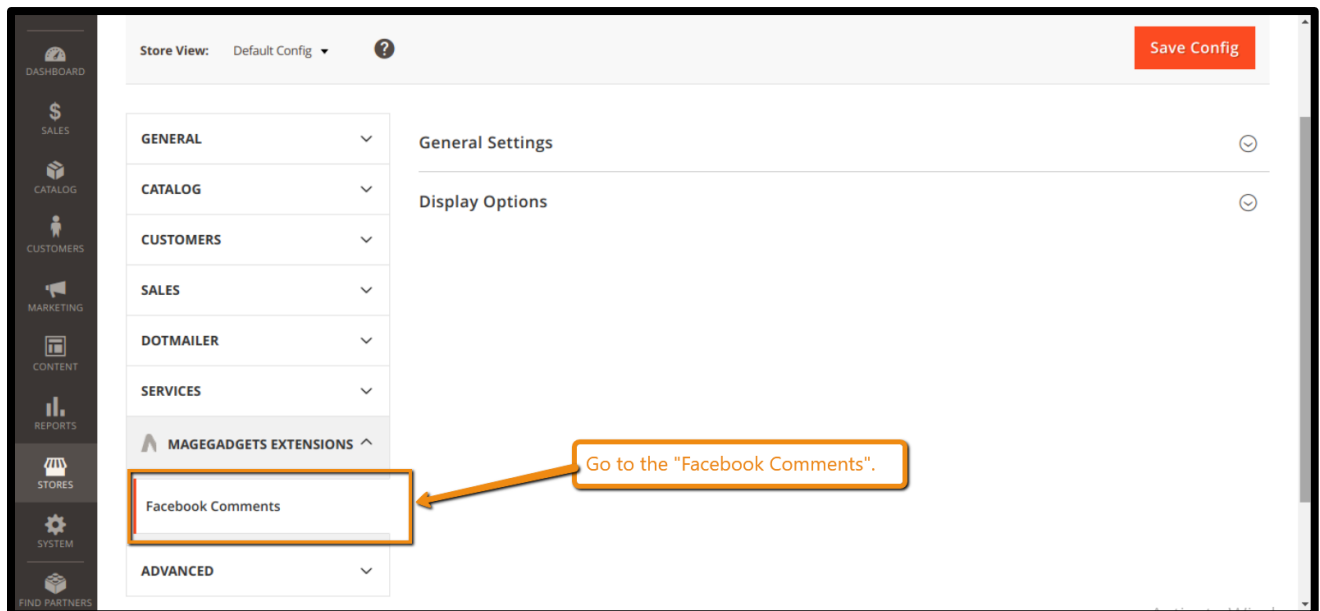 DASHBOARD
SALES
CATALOG
CUSTOMERS
MARKETING
CONTENT
REPORTS
STORES
SYSTEM
FIND PARTNERS
Store View: Default Config
?
Save Config
GENERAL
CATALOG
CUSTOMERS
SALES
DOTMAILER
SERVICES
MAGEGADGETS EXTENSIONS
Facebook Comments
ADVANCED
General Settings
Display Options
Go to the "Facebook Comments".